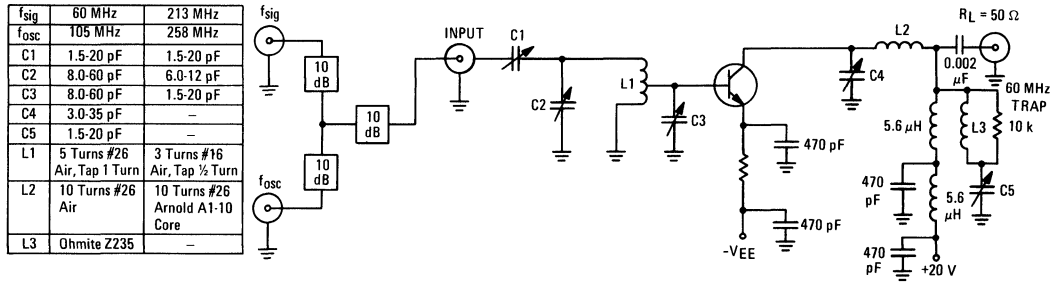 fsig 60 MHz 213 MHz
fosc 105 MHz 258 MHz
C1 1.5-20 pF 1.5-20 pF
C2 8.0-60 pF 6.0-12 pF
C3 8.0-60 pF 1.5-20 pF
C4 3.0-35 pF –
C5 1.5-20 pF –
L1 5 Turns #26 3 Turns #16
Air, Tap 1 Turn Air, Tap ½ Turn
L2 10 Turns #26 10 Turns #26
Air Arnold A1-10
Core
L3 Ohmite Z235 –
fsig
10
dB
10
dB
10
dB
fosc
INPUT
C1
C2
L1
C3
470 pF
470 pF
-VEE
C4
L2
RL = 50 Ω
0.002
μF
60 MHz
TRAP
5.6 μH
L3
10 k
470
pF
5.6
μH
C5
470
pF
+20 V